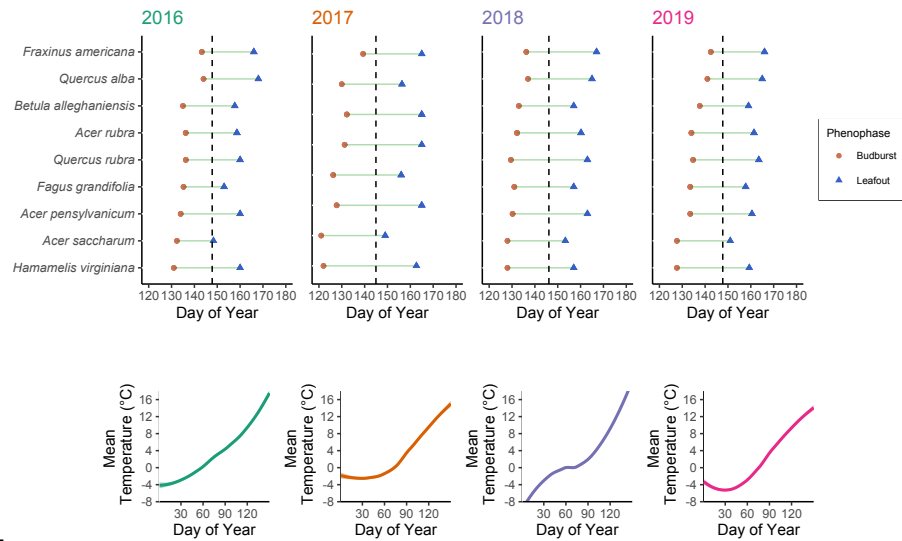 2016
2017
2018
2019
Fraxinus americana
Quercus alba
Betula alleghaniensis
Acer rubra
Quercus rubra
Fagus grandifolia
Acer pensylvanicum
Acer saccharum
Hamamelis virginiana
120 130 140 150 160 170 180
120 130 140 150 160 170 180
120 130 140 150 160 170 180
120 130 140 150 160 170 180
Day of Year
Day of Year
Day of Year
Day of Year
Phenophase
Budburst
Leafout
Mean
Temperature (°C)
16
12
8
4
0
-4
-8
30 60 90 120
Day of Year
Mean
Temperature (°C)
16
12
8
4
0
-4
-8
30 60 90 120
Day of Year
Mean
Temperature (°C)
16
12
8
4
0
-4
-8
30 60 90 120
Day of Year
Mean
Temperature (°C)
16
12
8
4
0
-4
-8
30 60 90 120
Day of Year